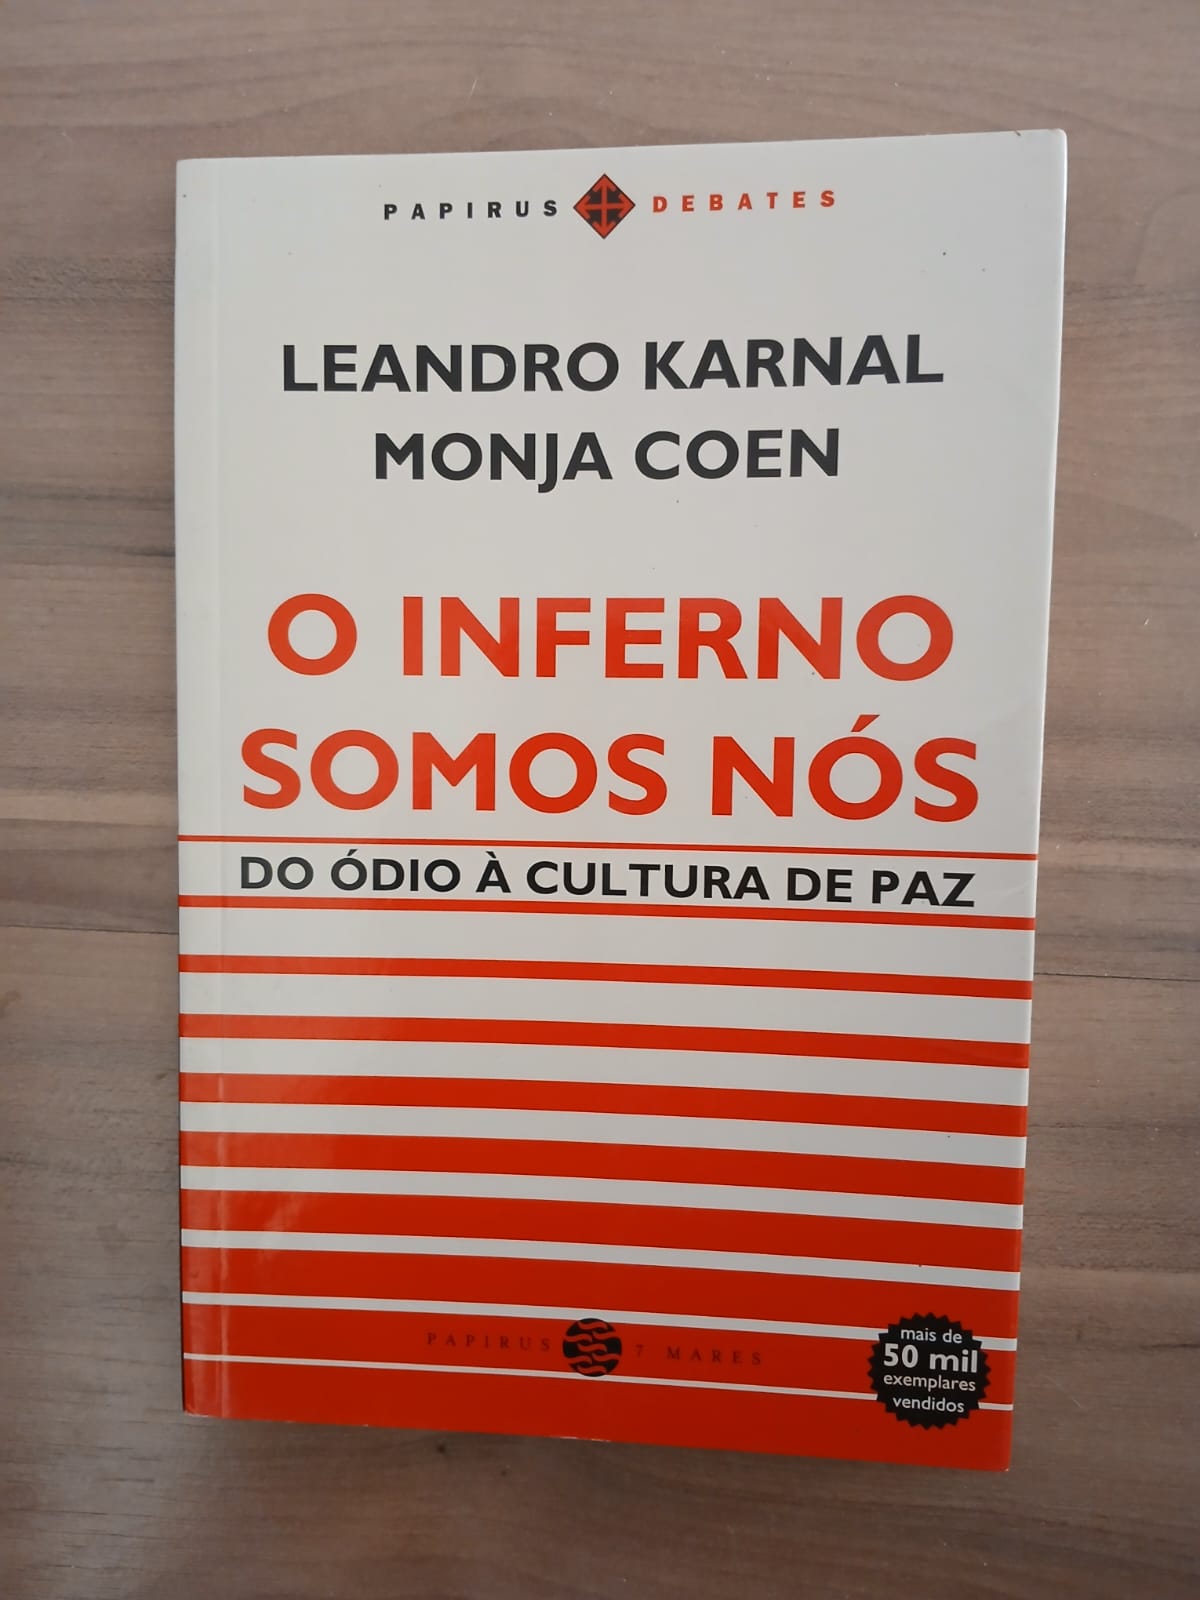 PAPIRUS DEBATES
LEANDRO KARNAL
MONJA COEN
O INFERNO
SOMOS NÓS
DO ÓDIO À CULTURA DE PAZ
PAPIRUS 7 MARES
mais de
50 mil
exemplares
vendidos